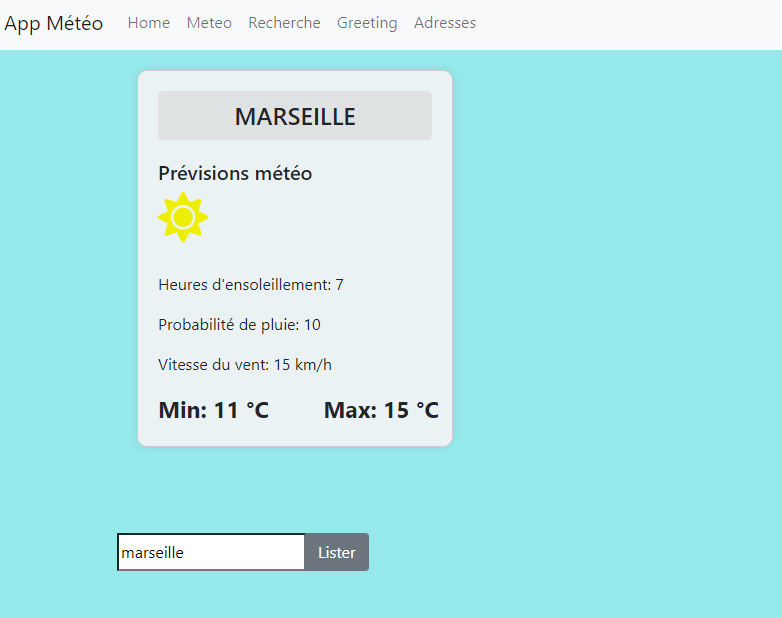 App Météo Home Meteo Recherche Greeting Adresses
MARSEILLE
Prévisions météo
Heures d'ensoleillement: 7
Probabilité de pluie: 10
Vitesse du vent: 15 km/h
Min: 11 °C Max: 15 °C
marseille Lister